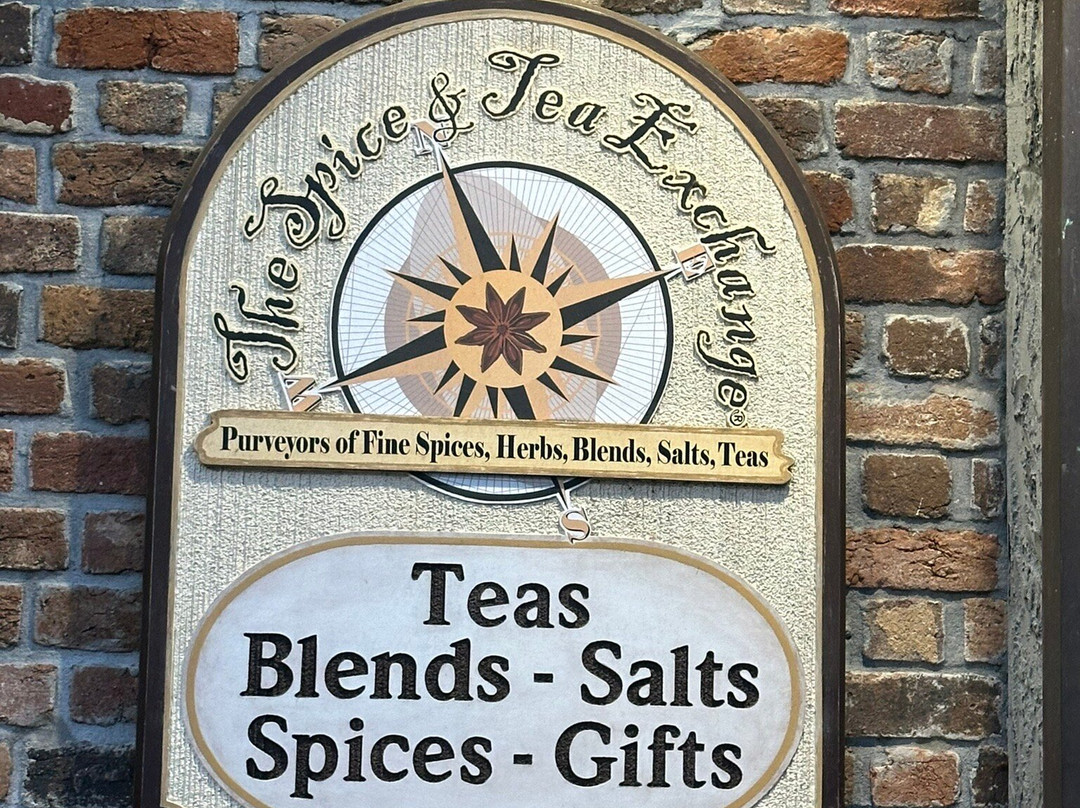 The Spice & Tea Exchange®
N
E
W
Purveyors of Fine Spices, Herbs, Blends, Salts, Teas
S
Teas
Blends - Salts
Spices - Gifts